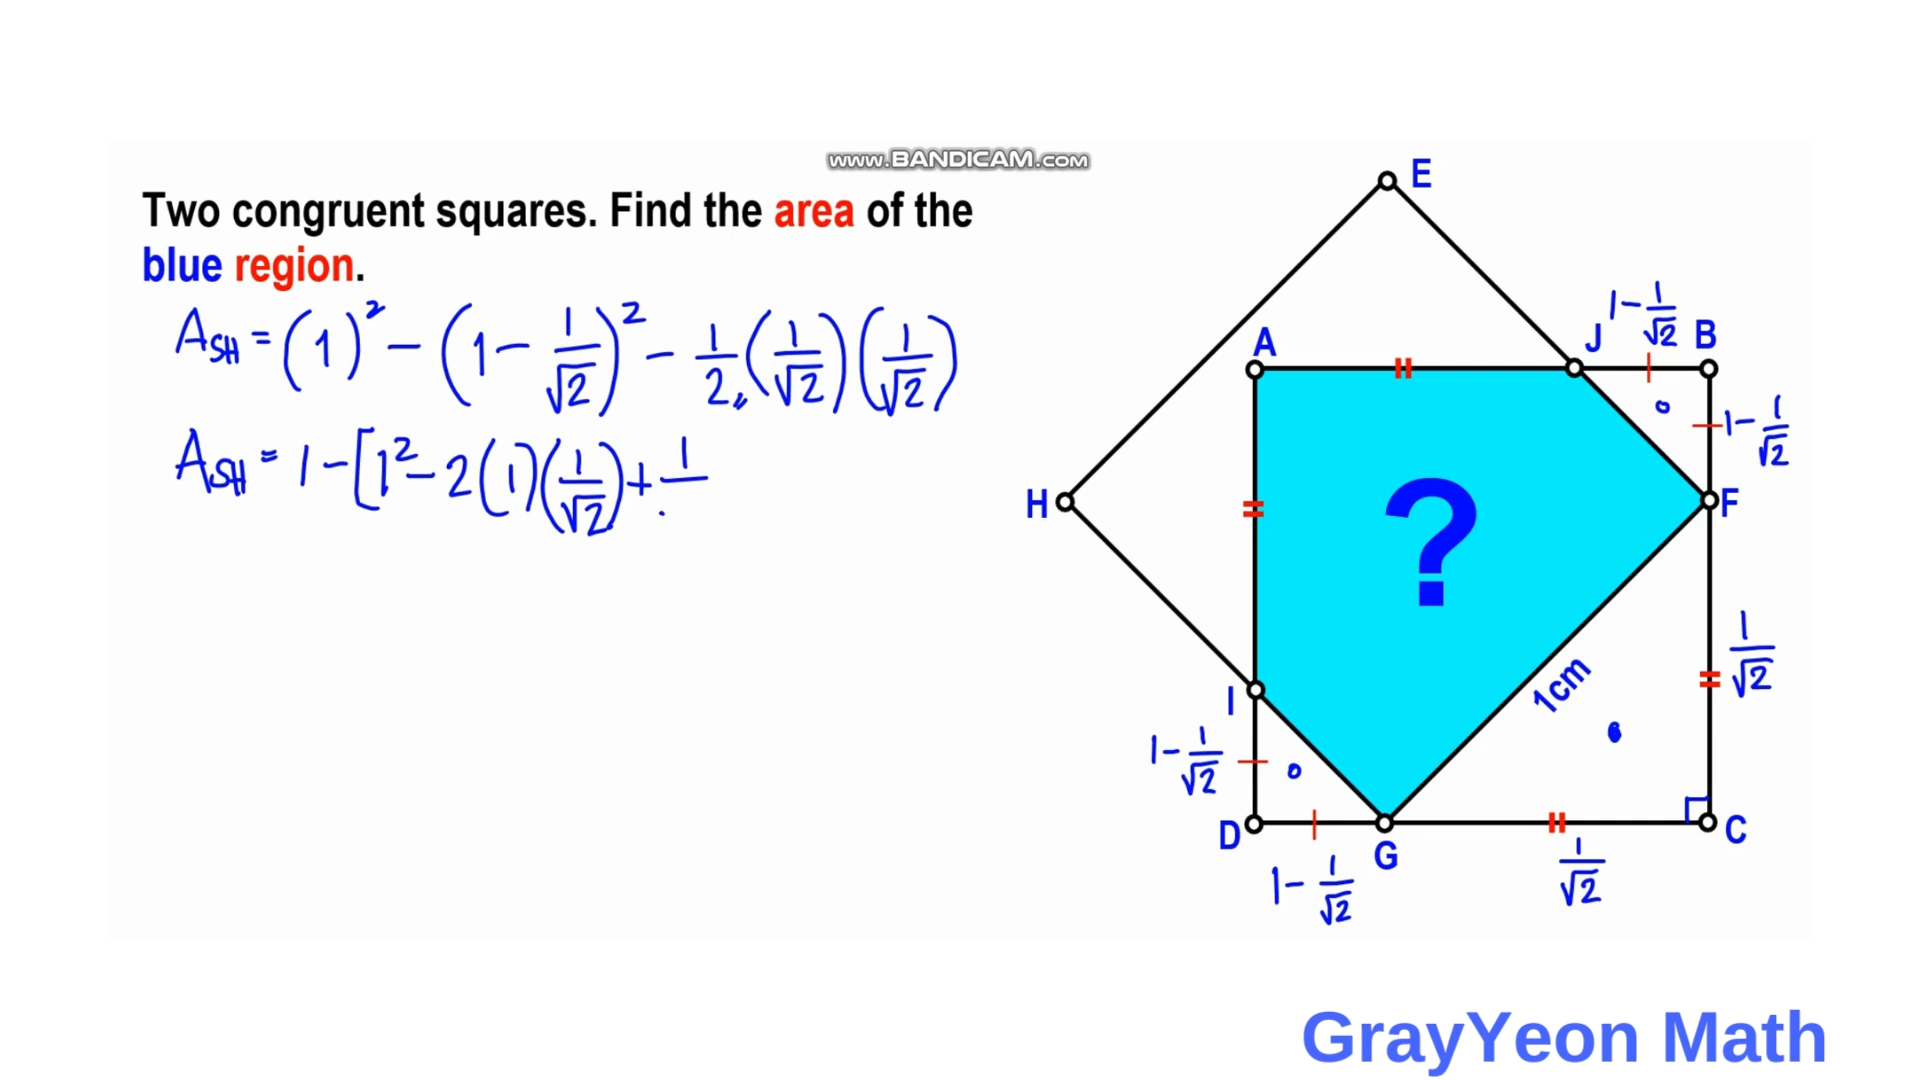 www.BANDICAM.com
Two congruent squares. Find the area of the
blue region.
A_SH = (1)² − (1 − 1/√2)² − 1/2 (1/√2)(1/√2)
A_SH = 1 − [1² − 2(1)(1/√2) + 1/
E
1 − 1/√2
A
J
B
1 − 1/√2
?
H
F
1/√2
1cm
I
1 − 1/√2
D
G
C
1 − 1/√2
1/√2
GrayYeon Math